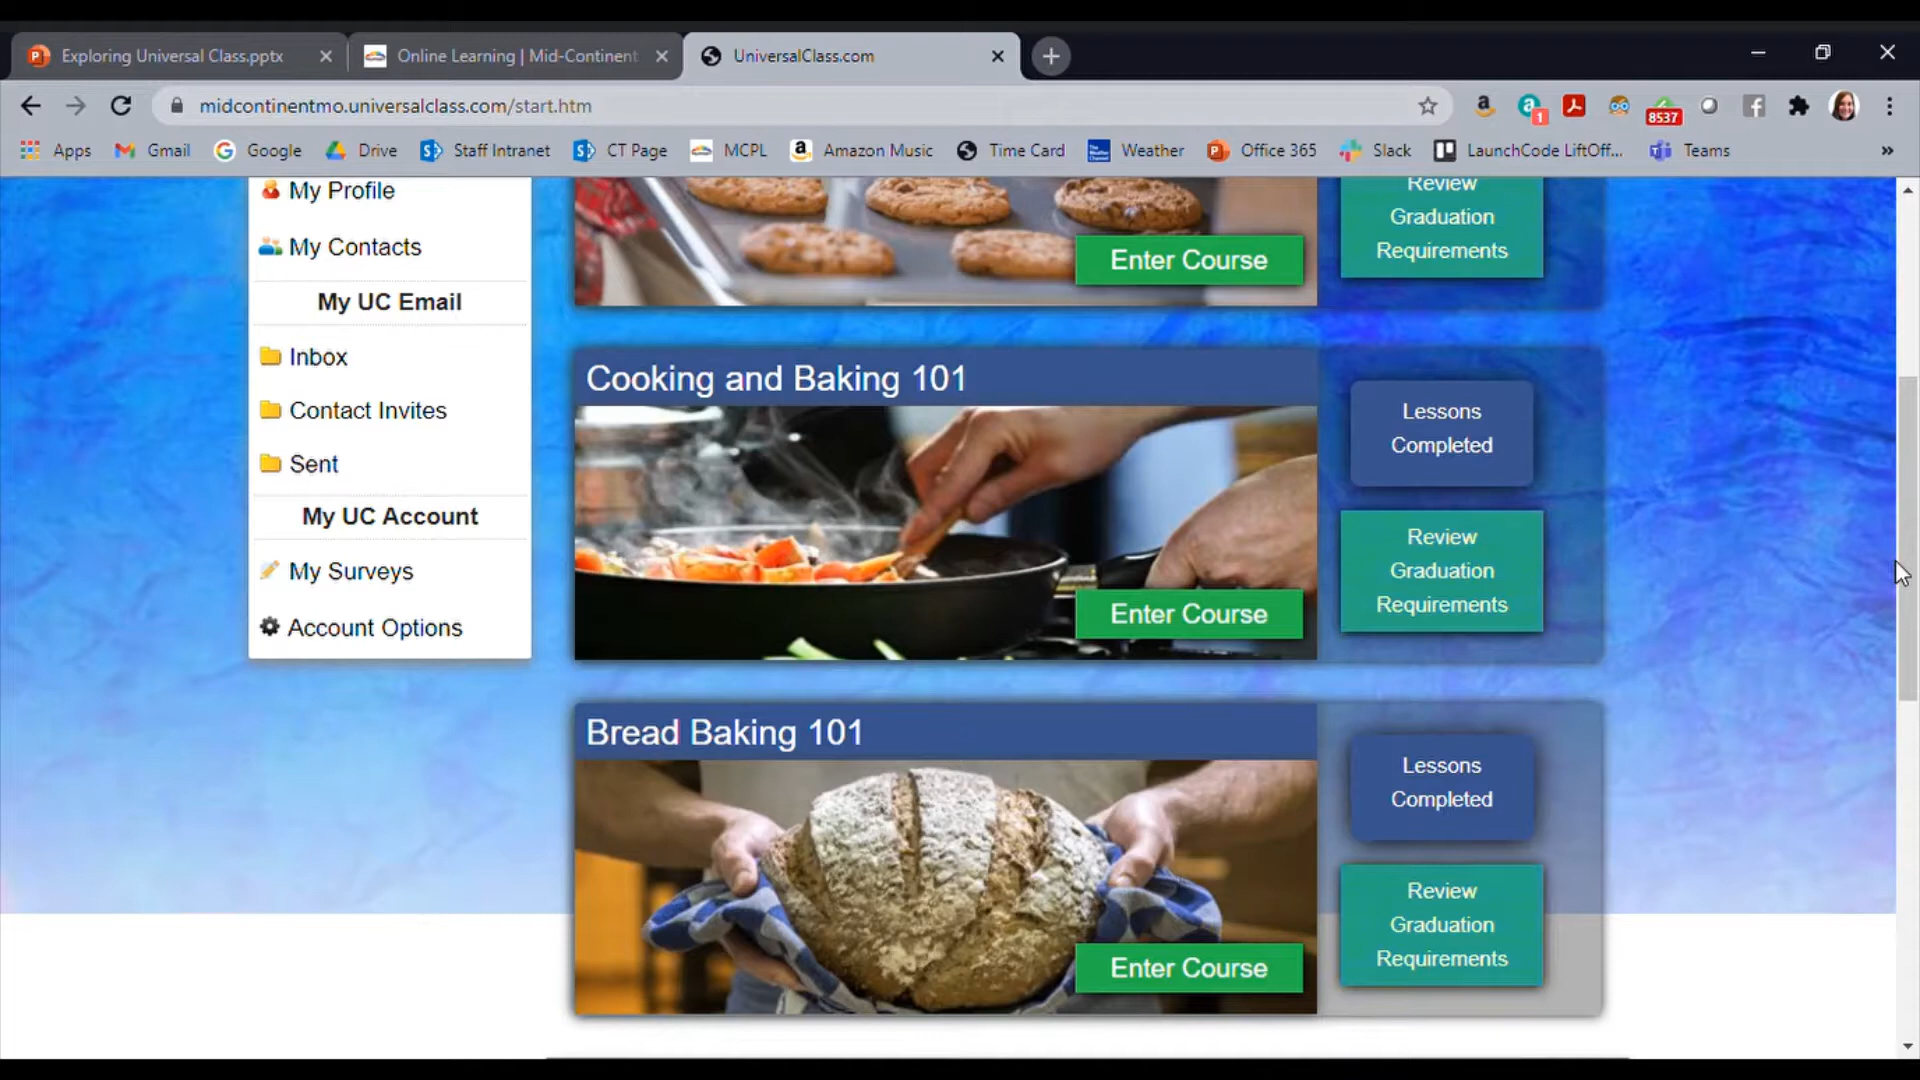 Exploring Universal Class.pptx
Online Learning | Mid-Continent
UniversalClass.com
midcontinentmo.universalclass.com/start.htm
1
8537
Apps
Gmail
Google
Drive
Staff Intranet
CT Page
MCPL
Amazon Music
Time Card
Weather
Office 365
Slack
LaunchCode LiftOff...
Teams
»
My Profile
My Contacts
My UC Email
Inbox
Contact Invites
Sent
My UC Account
My Surveys
Account Options
Enter Course
Review
Graduation
Requirements
Cooking and Baking 101
Enter Course
Lessons
Completed
Review
Graduation
Requirements
Bread Baking 101
Enter Course
Lessons
Completed
Review
Graduation
Requirements